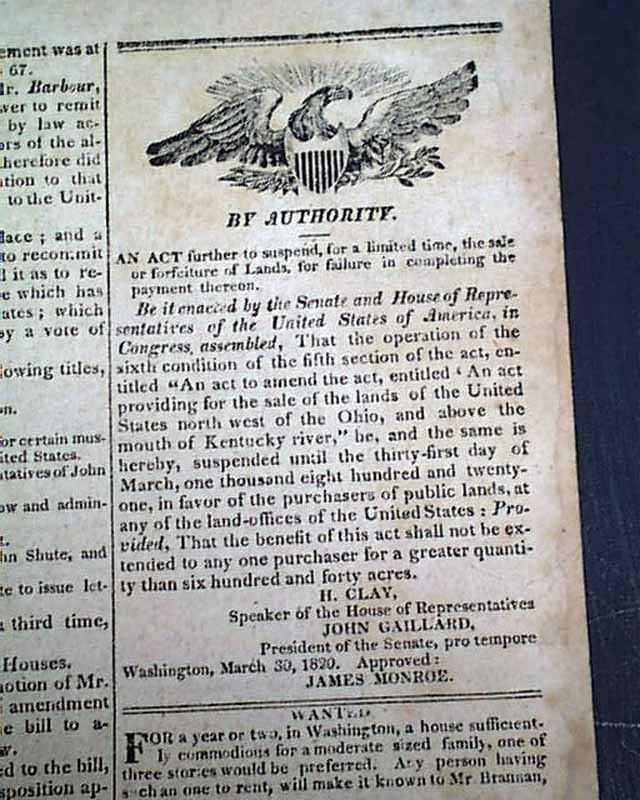 ement was at
67.
Ir. Barbour,
wer to remit
by law ac-
ors of the al-
herefore did
ation to that
to the Unit-
lace ; and a
to recommit
l it as to re-
e which has
ates ; which
by a vote of
owing titles,
on.
for certain mus-
ited States.
tatives of John
ow and admin-
hn Shute, and
te to issue let-
a third time,
Houses.
otion of Mr.
amendment
e bill to a-
w.
ed to the bill,
sposition ap-
BY AUTHORITY.
AN ACT further to suspend, for a limited time, the sale
or forfeiture of Lands, for failure in completing the
payment thereon.
Be it enacted by the Senate and House of Repre-
sentatives of the United States of America, in
Congress, assembled, That the operation of the
sixth condition of the fifth section of the act, en-
titled "An act to amend the act, entitled ' An act
providing for the sale of the lands of the United
States north west of the Ohio, and above the
mouth of Kentucky river," be, and the same is
hereby, suspended until the thirty-first day of
March, one thousand eight hundred and twenty-
one, in favor of the purchasers of public lands, at
any of the land-offices of the United States : Pro-
vided, That the benefit of this act shall not be ex-
tended to any one purchaser for a greater quanti-
ty than six hundred and forty acres.
H. CLAY,
Speaker of the House of Representatives
JOHN GAILLARD,
President of the Senate, pro tempore
Washington, March 30, 1820. Approved :
JAMES MONROE.
WANTED
FOR a year or two, in Washington, a house sufficient-
ly commodious for a moderate sized family, one of
three stories would be preferred. Any person having
such an one to rent, will make it known to Mr Brannan,